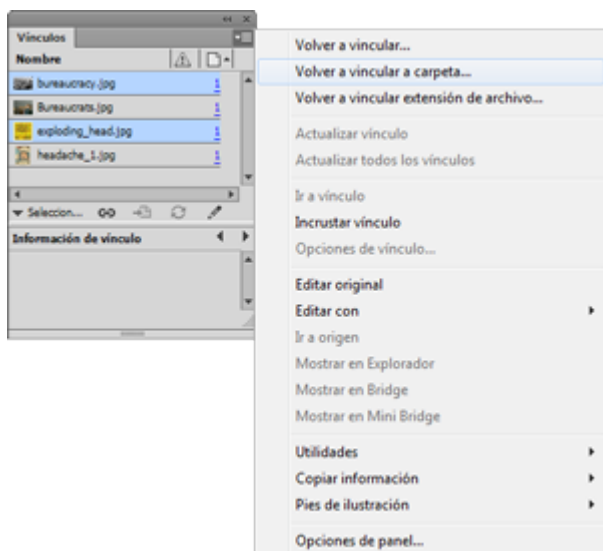 Vínculos
Nombre
bureaucracy.jpg 1
Bureaucrats.jpg 1
exploding_head.jpg 1
headache_1.jpg 1
Seleccion...
Información de vínculo
Volver a vincular...
Volver a vincular a carpeta...
Volver a vincular extensión de archivo...
Actualizar vínculo
Actualizar todos los vínculos
Ir a vínculo
Incrustar vínculo
Opciones de vínculo...
Editar original
Editar con
Ir a origen
Mostrar en Explorador
Mostrar en Bridge
Mostrar en Mini Bridge
Utilidades
Copiar información
Pies de ilustración
Opciones de panel...